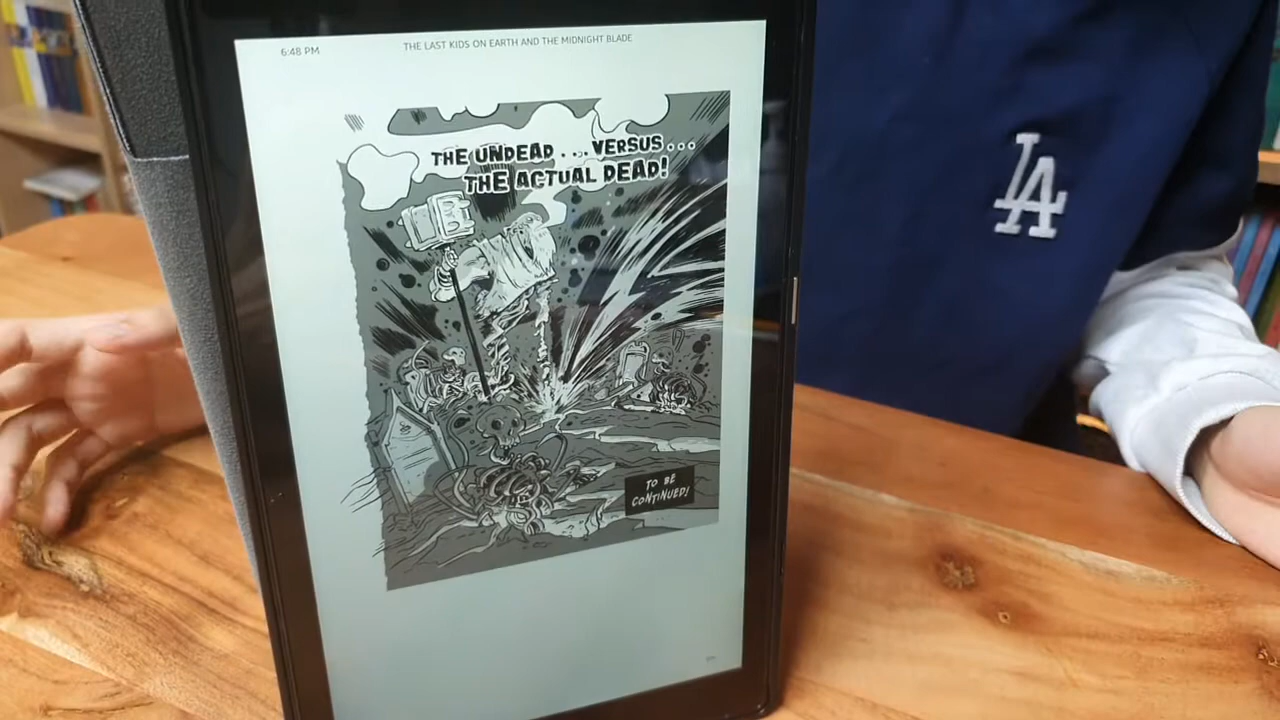 6:48 PM
THE LAST KIDS ON EARTH AND THE MIDNIGHT BLADE
THE UNDEAD ... VERSUS ...
THE ACTUAL DEAD!
TO BE
CONTINUED!
LA